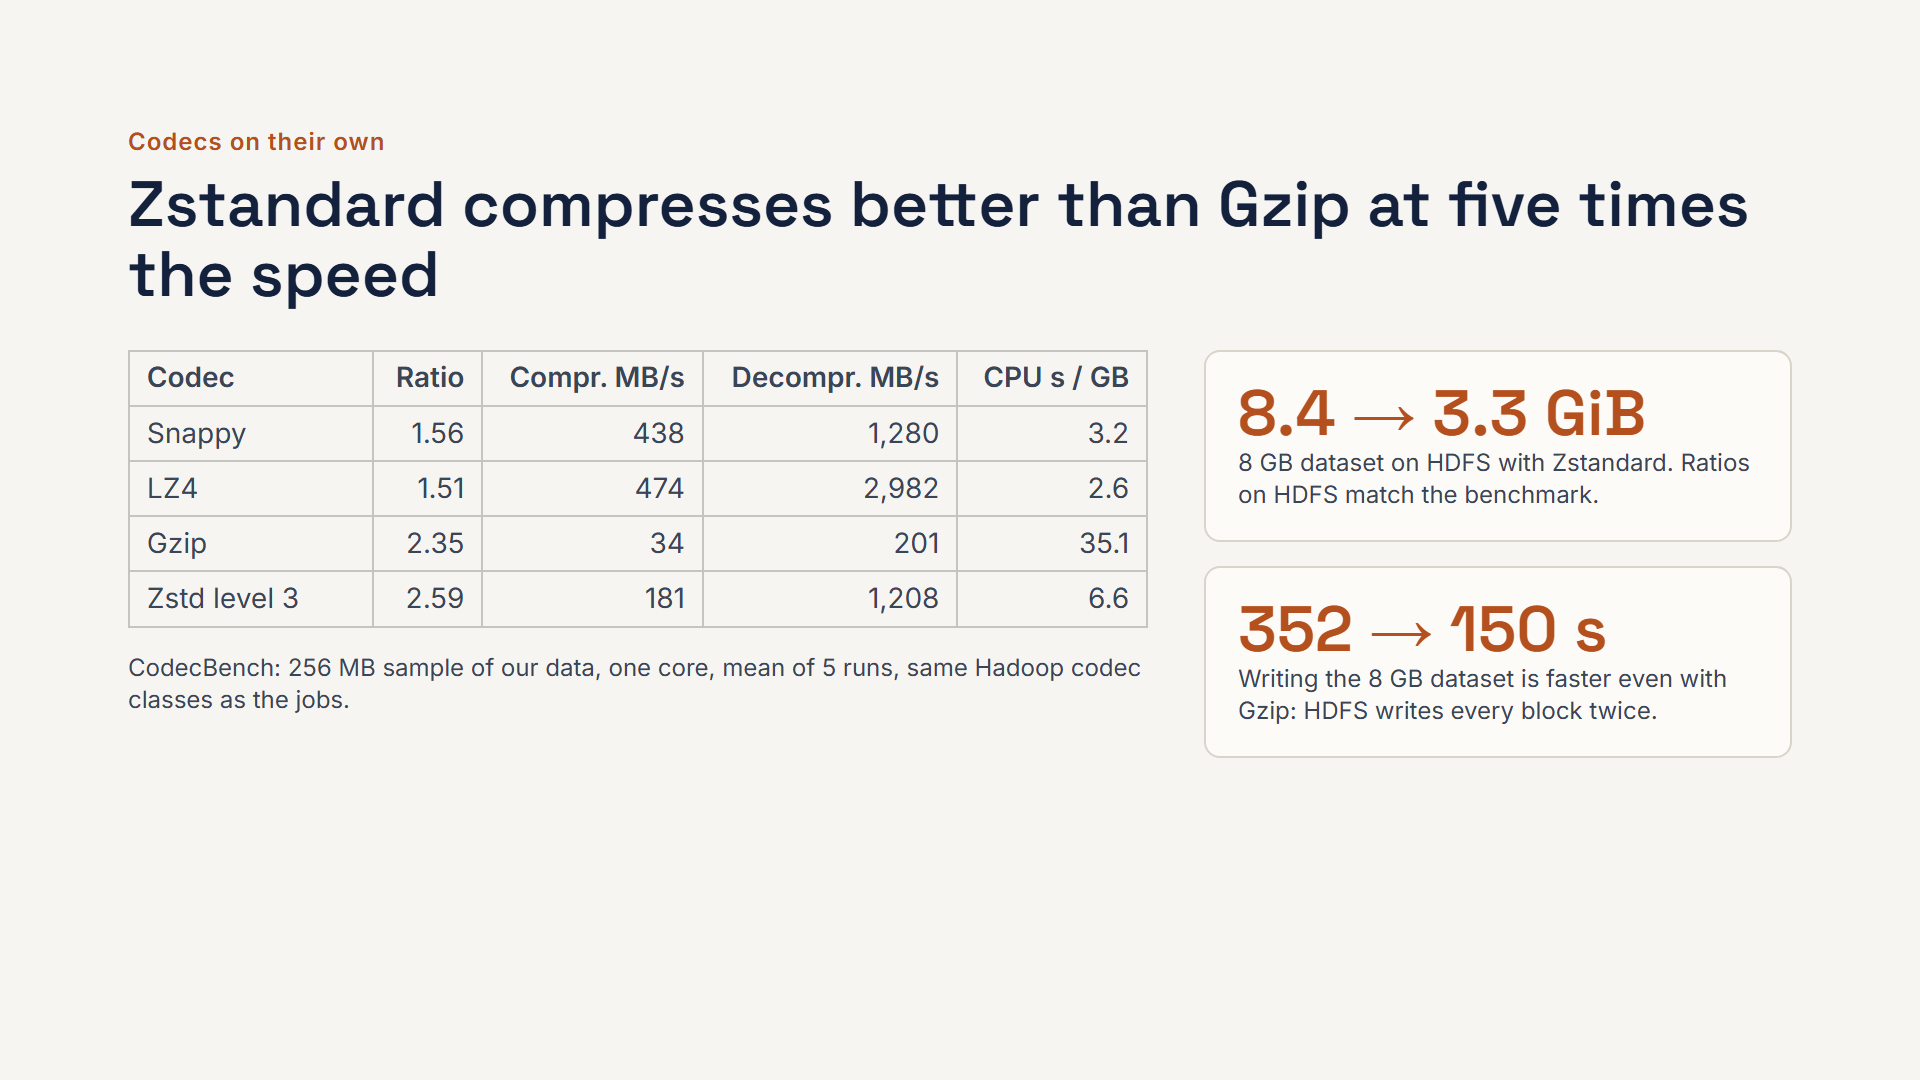 Codecs on their own
Zstandard compresses better than Gzip at five times
the speed
Codec Ratio Compr. MB/s Decompr. MB/s CPU s / GB
Snappy 1.56 438 1,280 3.2
LZ4 1.51 474 2,982 2.6
Gzip 2.35 34 201 35.1
Zstd level 3 2.59 181 1,208 6.6
CodecBench: 256 MB sample of our data, one core, mean of 5 runs, same Hadoop codec
classes as the jobs.
8.4 → 3.3 GiB
8 GB dataset on HDFS with Zstandard. Ratios
on HDFS match the benchmark.
352 → 150 s
Writing the 8 GB dataset is faster even with
Gzip: HDFS writes every block twice.